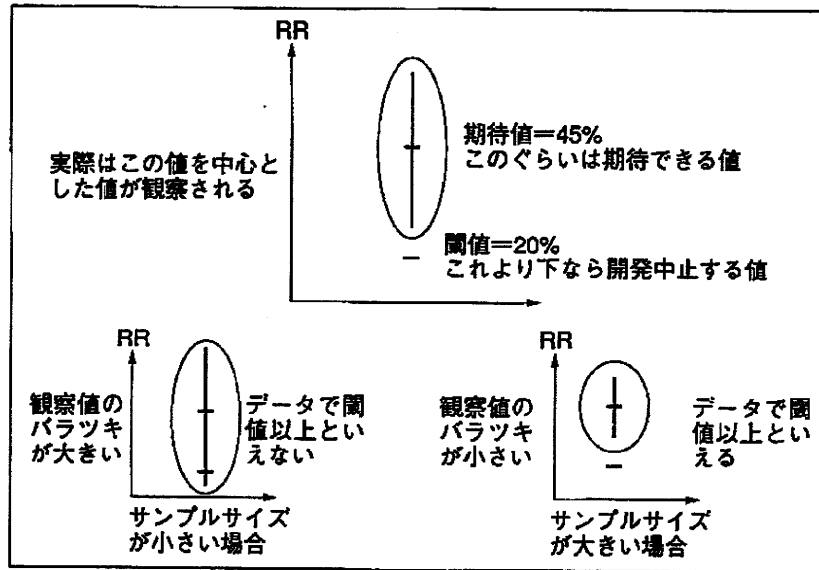 RR
実際はこの値を中心と
した値が観察される
期待値＝45%
このぐらいは期待できる値
閾値＝20%
これより下なら開発中止する値
RR
観察値の
バラツキ
が大きい
データで閾
値以上とい
えない
サンプルサイズ
が小さい場合
RR
観察値の
バラツキ
が小さい
データで閾
値以上とい
える
サンプルサイズ
が大きい場合